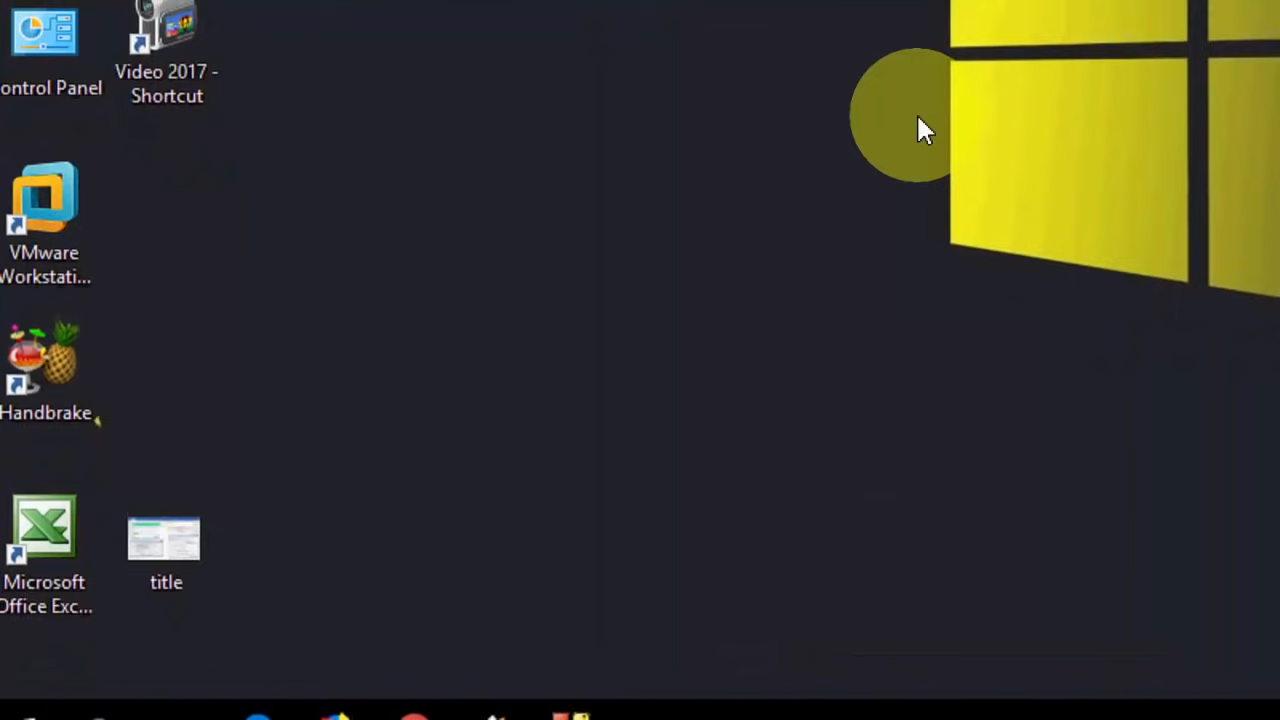 ontrol Panel
Video 2017 -
Shortcut
VMware
Workstati...
Handbrake
Microsoft
Office Exc...
title